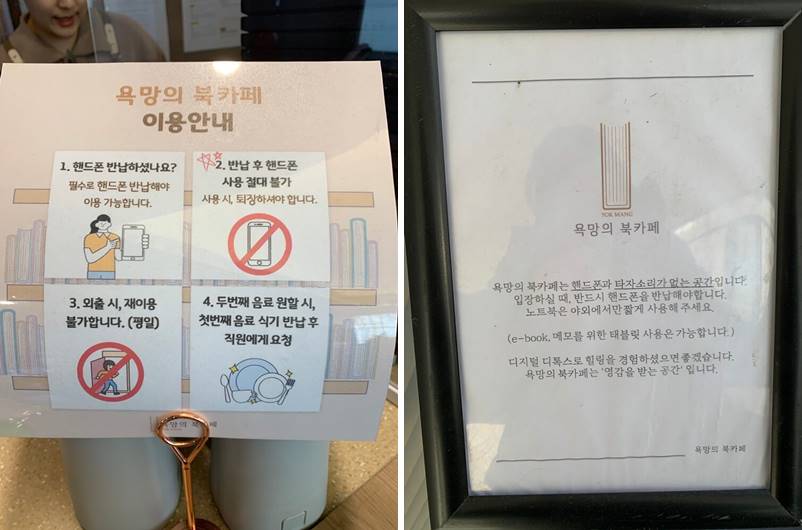 욕망의 북카페
이용안내
1. 핸드폰 반납하셨나요?
필수로 핸드폰 반납해야
이용 가능합니다.
2. 반납 후 핸드폰
사용 절대 불가
사용 시, 퇴장하셔야 합니다.
3. 외출 시, 재이용
불가합니다. (평일)
4. 두번째 음료 원할 시,
첫번째 음료 식기 반납 후
직원에게 요청
욕망의 북카페
YOK MANG
욕망의 북카페
욕망의 북카페는 핸드폰과 타자소리가 없는 공간입니다.
입장하실 때, 반드시 핸드폰을 반납해야합니다.
노트북은 야외에서만 짧게 사용해 주세요.
(e-book, 메모를 위한 태블릿 사용은 가능합니다.)
디지털 디톡스로 힐링을 경험하셨으면 좋겠습니다.
욕망의 북카페는 '영감을 받는 공간' 입니다.
욕망의 북카페